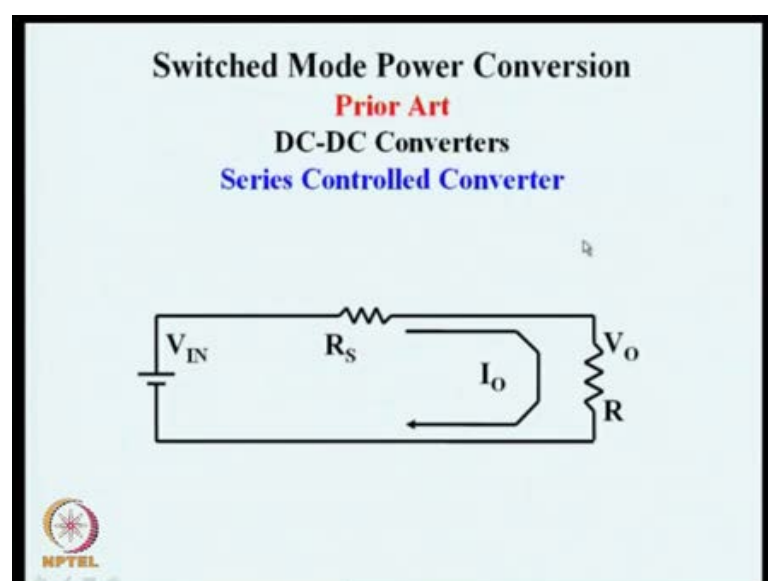 Switched Mode Power Conversion
Prior Art
DC-DC Converters
Series Controlled Converter
V_IN
R_S
I_O
V_O
R
NPTEL